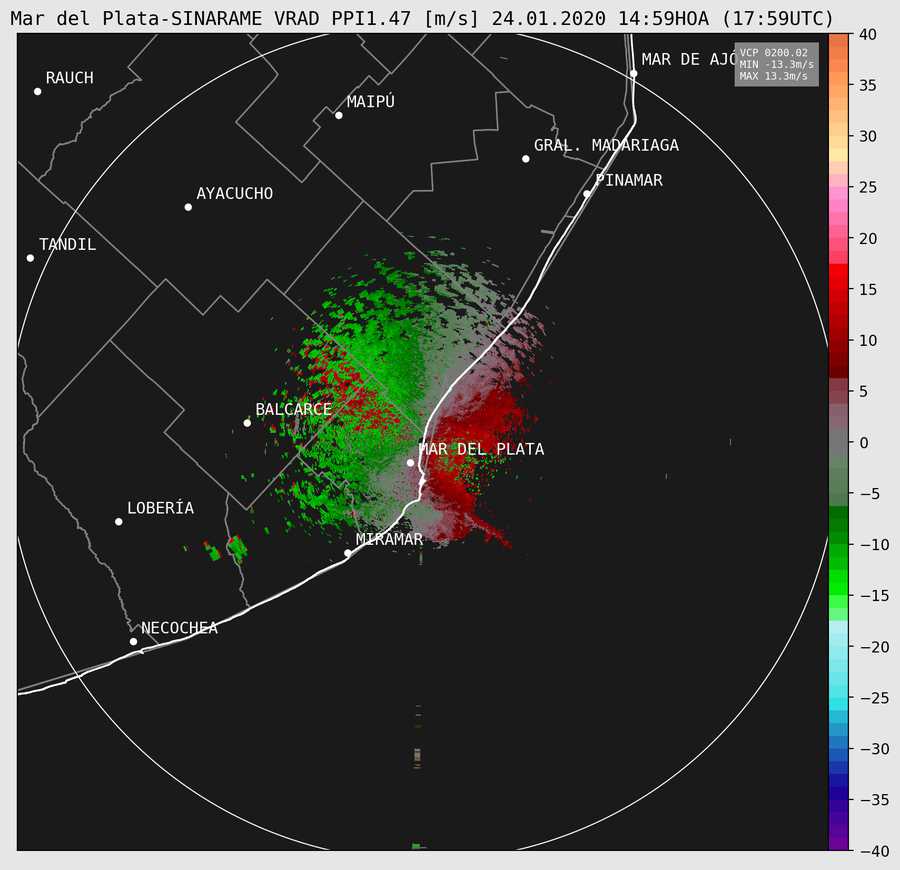 Mar del Plata-SINARAME VRAD PPI1.47 [m/s] 24.01.2020 14:59HOA (17:59UTC)
VCP 0200.02
MIN -13.3m/s
MAX 13.3m/s
MAR DE AJÓ
RAUCH
MAIPÚ
GRAL. MADARIAGA
PINAMAR
AYACUCHO
TANDIL
BALCARCE
MAR DEL PLATA
LOBERÍA
MIRAMAR
NECOCHEA
40
35
30
25
20
15
10
5
0
−5
−10
−15
−20
−25
−30
−35
−40